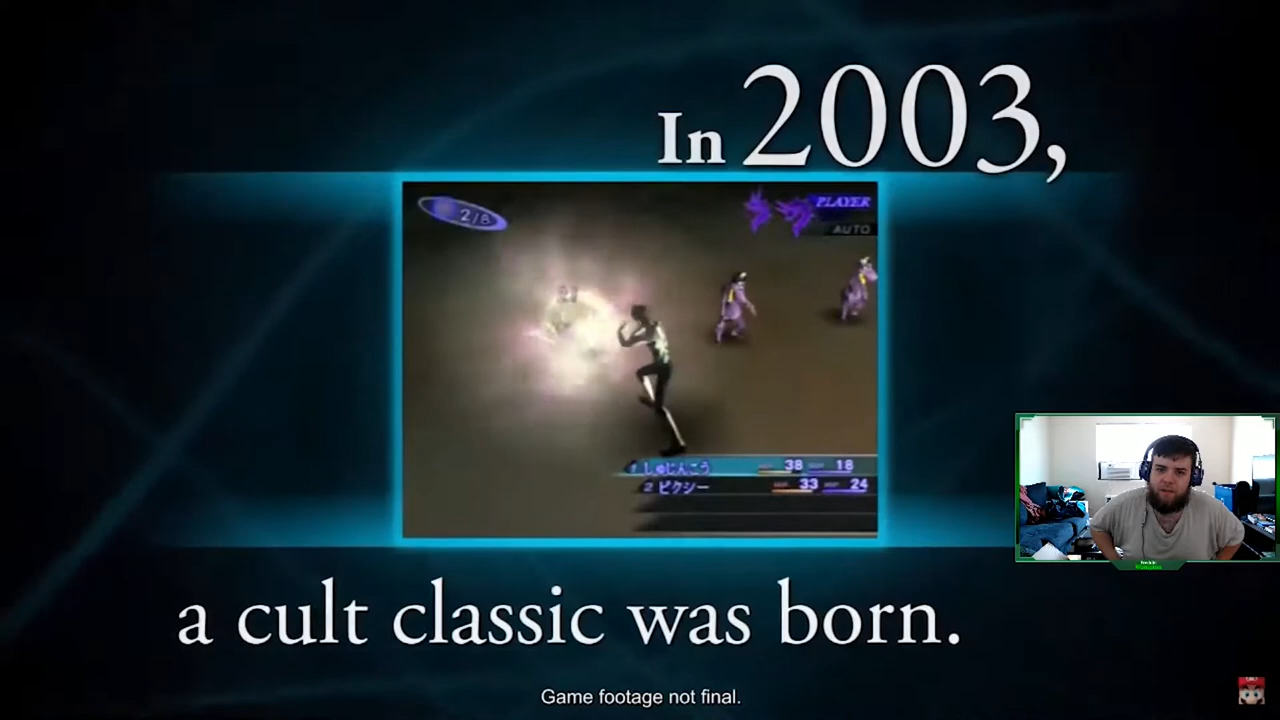 In 2003,
2/8
PLAYER
AUTO
しゅじんこう 38 18
2 ピクシー 33 24
a cult classic was born.
Game footage not final.